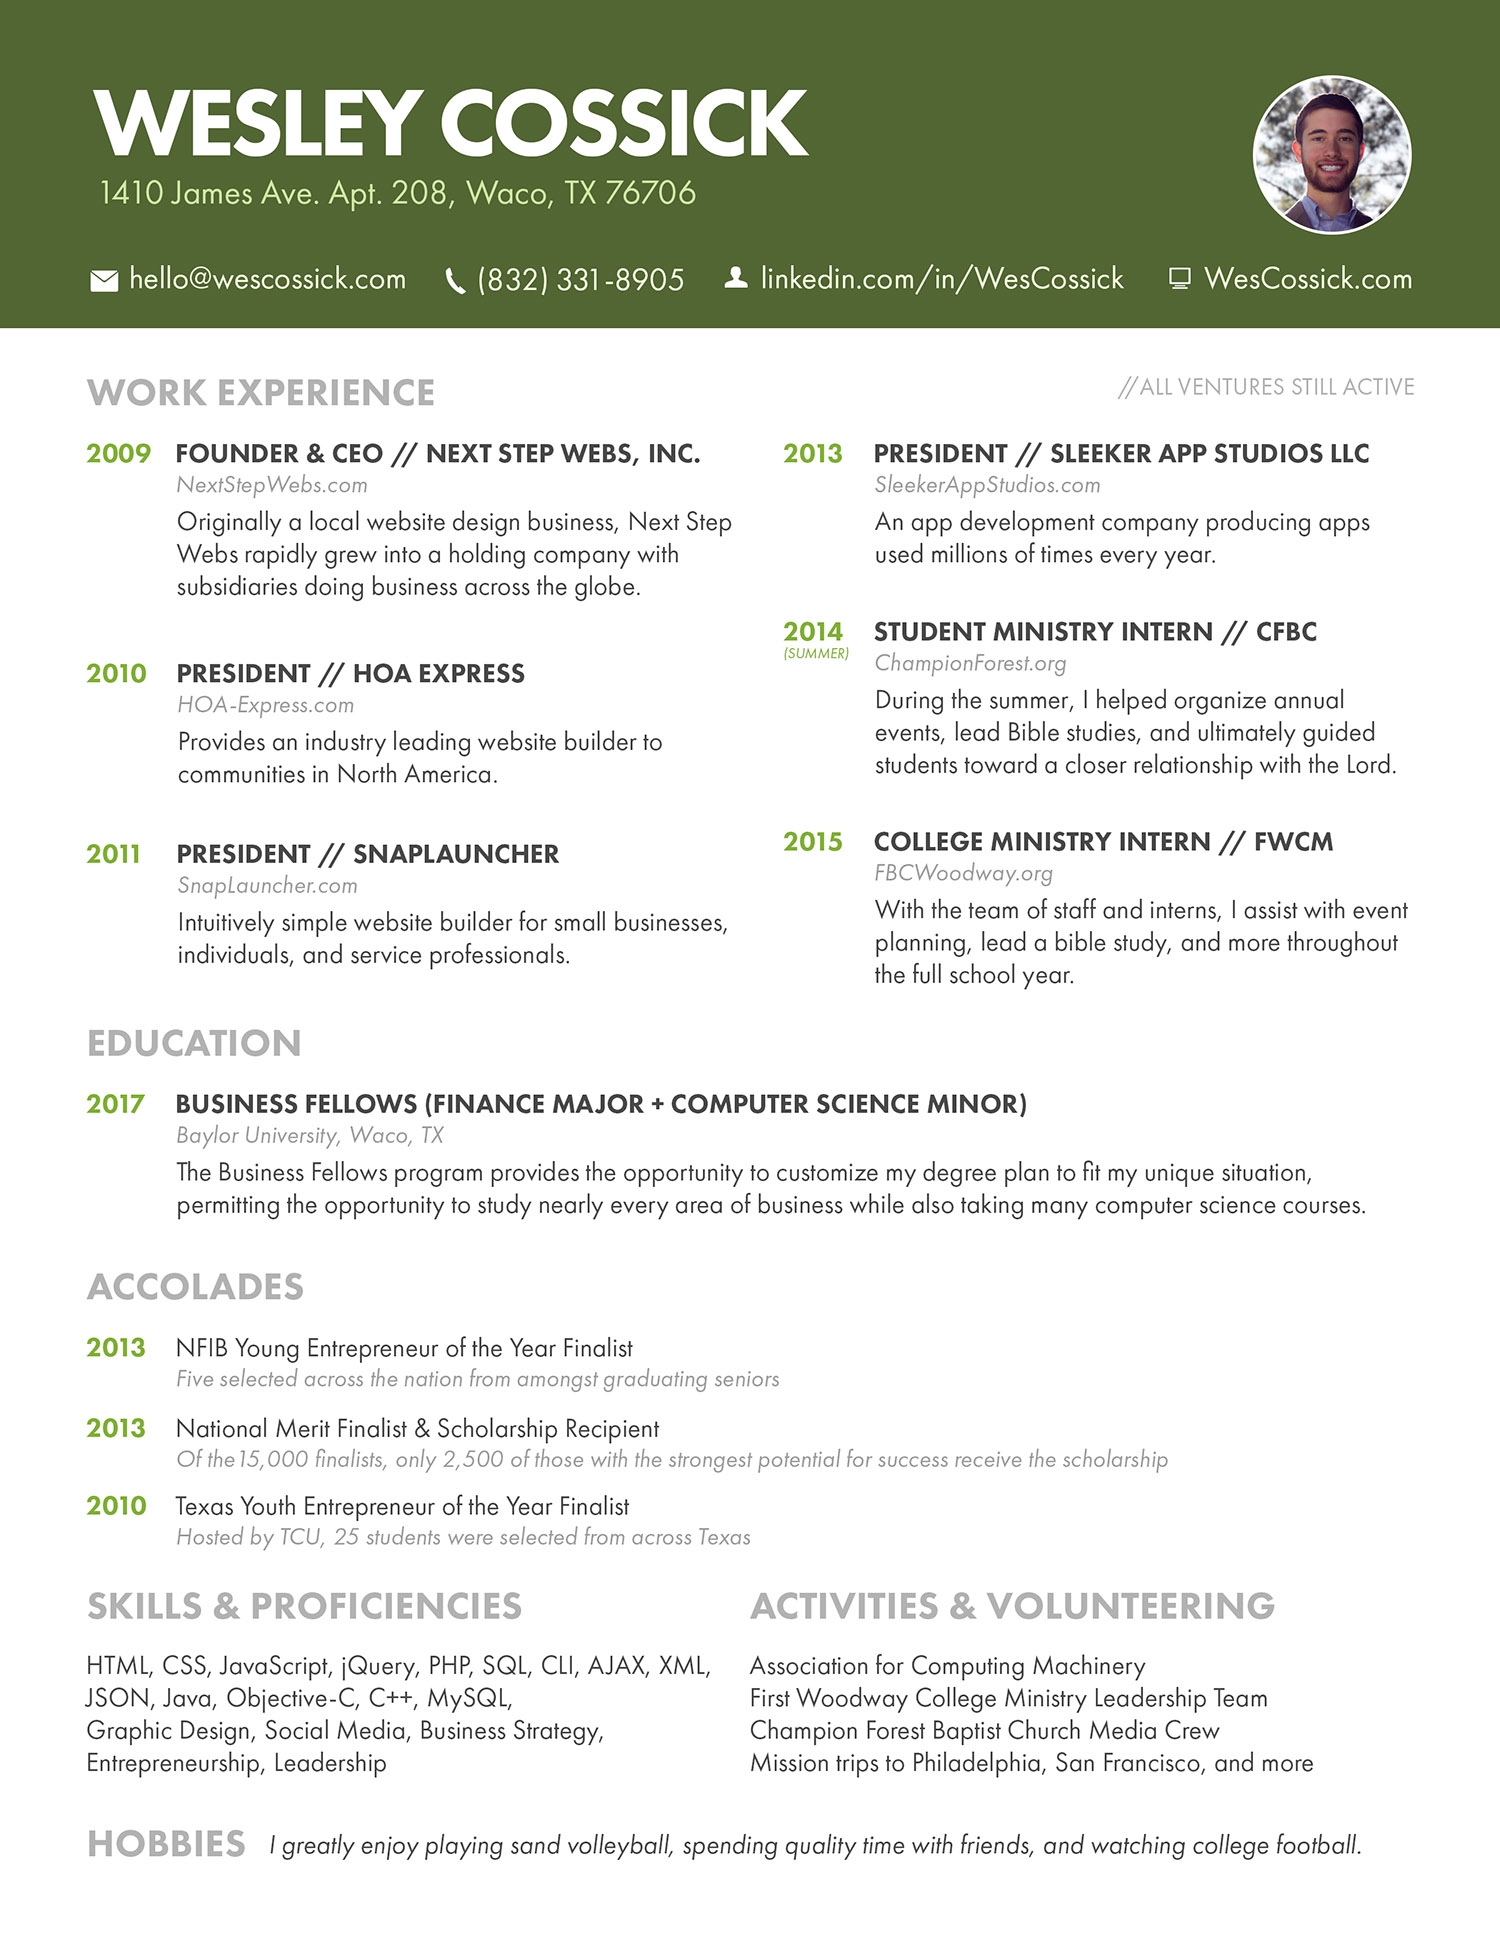 WESLEY COSSICK
1410 James Ave. Apt. 208, Waco, TX 76706
hello@wescossick.com
(832) 331-8905
linkedin.com/in/WesCossick
WesCossick.com
WORK EXPERIENCE
//ALL VENTURES STILL ACTIVE
2009 FOUNDER & CEO // NEXT STEP WEBS, INC.
NextStepWebs.com
Originally a local website design business, Next Step
Webs rapidly grew into a holding company with
subsidiaries doing business across the globe.
2010 PRESIDENT // HOA EXPRESS
HOA-Express.com
Provides an industry leading website builder to
communities in North America.
2011 PRESIDENT // SNAPLAUNCHER
SnapLauncher.com
Intuitively simple website builder for small businesses,
individuals, and service professionals.
2013 PRESIDENT // SLEEKER APP STUDIOS LLC
SleekerAppStudios.com
An app development company producing apps
used millions of times every year.
2014 STUDENT MINISTRY INTERN // CFBC
(SUMMER)
ChampionForest.org
During the summer, I helped organize annual
events, lead Bible studies, and ultimately guided
students toward a closer relationship with the Lord.
2015 COLLEGE MINISTRY INTERN // FWCM
FBCWoodway.org
With the team of staff and interns, I assist with event
planning, lead a bible study, and more throughout
the full school year.
EDUCATION
2017 BUSINESS FELLOWS (FINANCE MAJOR + COMPUTER SCIENCE MINOR)
Baylor University, Waco, TX
The Business Fellows program provides the opportunity to customize my degree plan to fit my unique situation,
permitting the opportunity to study nearly every area of business while also taking many computer science courses.
ACCOLADES
2013 NFIB Young Entrepreneur of the Year Finalist
Five selected across the nation from amongst graduating seniors
2013 National Merit Finalist & Scholarship Recipient
Of the15,000 finalists, only 2,500 of those with the strongest potential for success receive the scholarship
2010 Texas Youth Entrepreneur of the Year Finalist
Hosted by TCU, 25 students were selected from across Texas
SKILLS & PROFICIENCIES
HTML, CSS, JavaScript, jQuery, PHP, SQL, CLI, AJAX, XML,
JSON, Java, Objective-C, C++, MySQL,
Graphic Design, Social Media, Business Strategy,
Entrepreneurship, Leadership
ACTIVITIES & VOLUNTEERING
Association for Computing Machinery
First Woodway College Ministry Leadership Team
Champion Forest Baptist Church Media Crew
Mission trips to Philadelphia, San Francisco, and more
HOBBIES I greatly enjoy playing sand volleyball, spending quality time with friends, and watching college football.